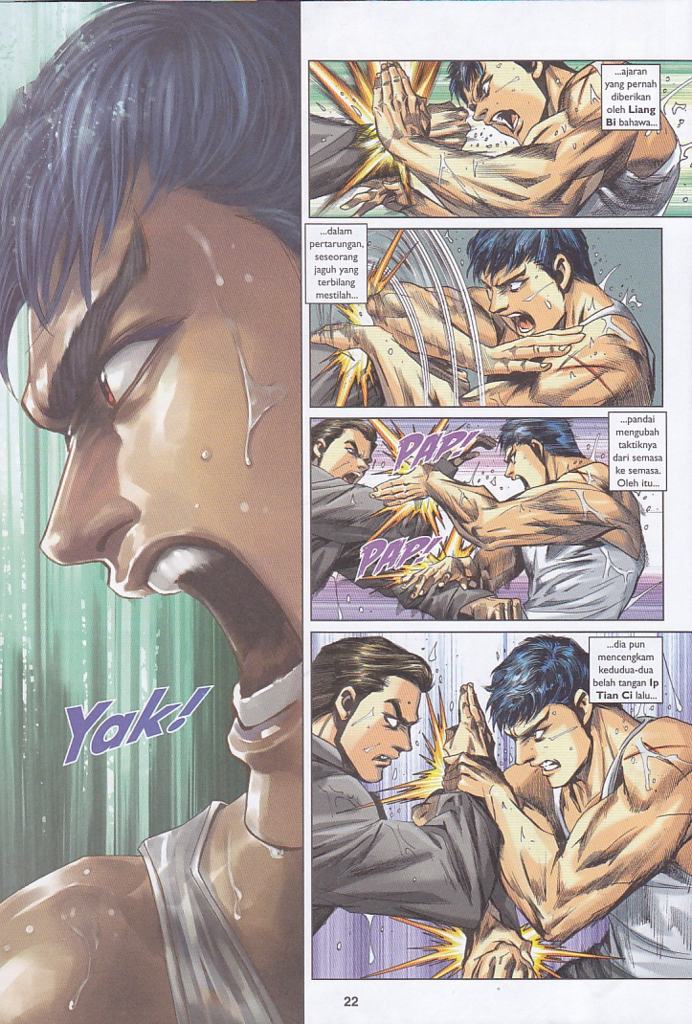 Yak!
...ajaran
yang pernah
diberikan
oleh Liang
Bi bahawa...
...dalam
pertarungan,
seseorang
jaguh yang
terbilang
mestilah...
...pandai
mengubah
taktiknya
dari semasa
ke semasa.
Oleh itu...
PAP!
PAP!
...dia pun
mencengkam
kedudua-dua
belah tangan Ip
Tian Ci lalu...
22